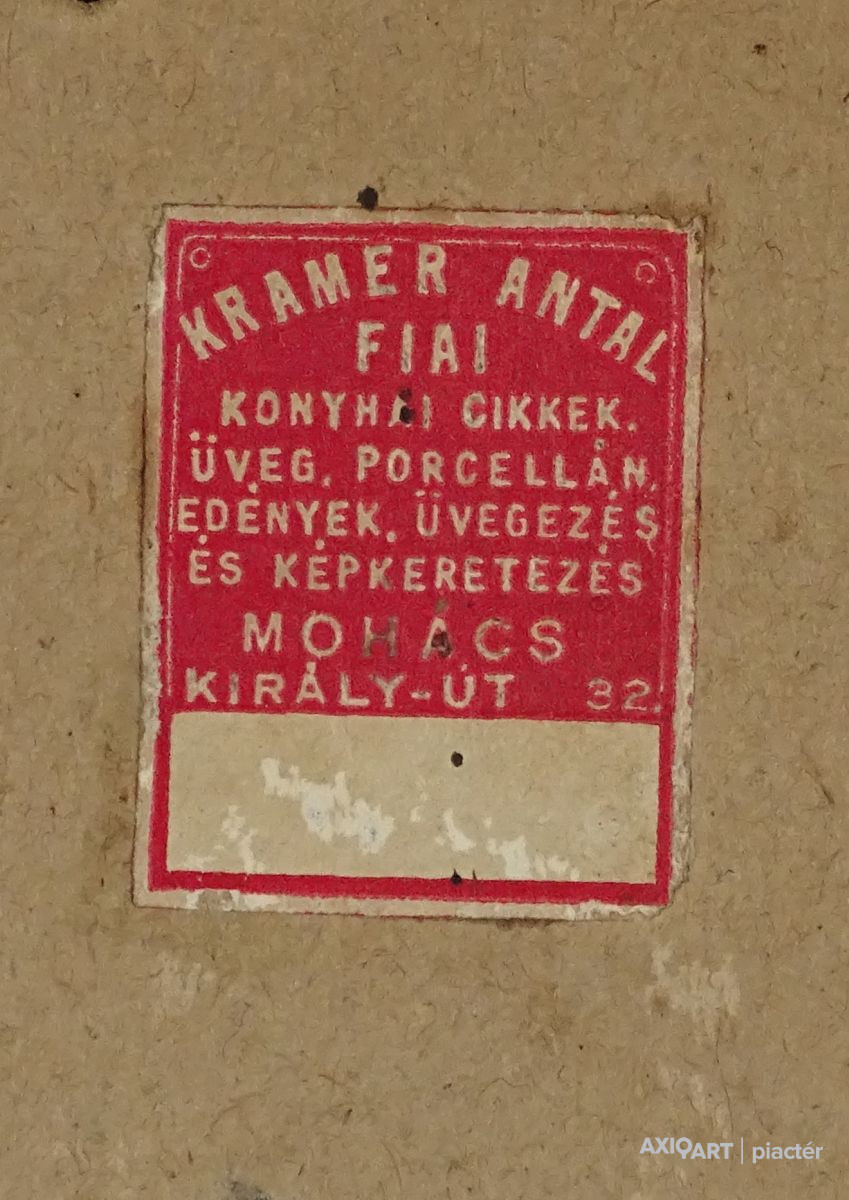 KRAMER ANTAL
FIAI
KONYHAI CIKKEK.
ÜVEG, PORCELLÁN,
EDÉNYEK, ÜVEGEZÉS
ÉS KÉPKERETEZÉS
MOHÁCS
KIRÁLY-ÚT 32.
AXIOART | piactér